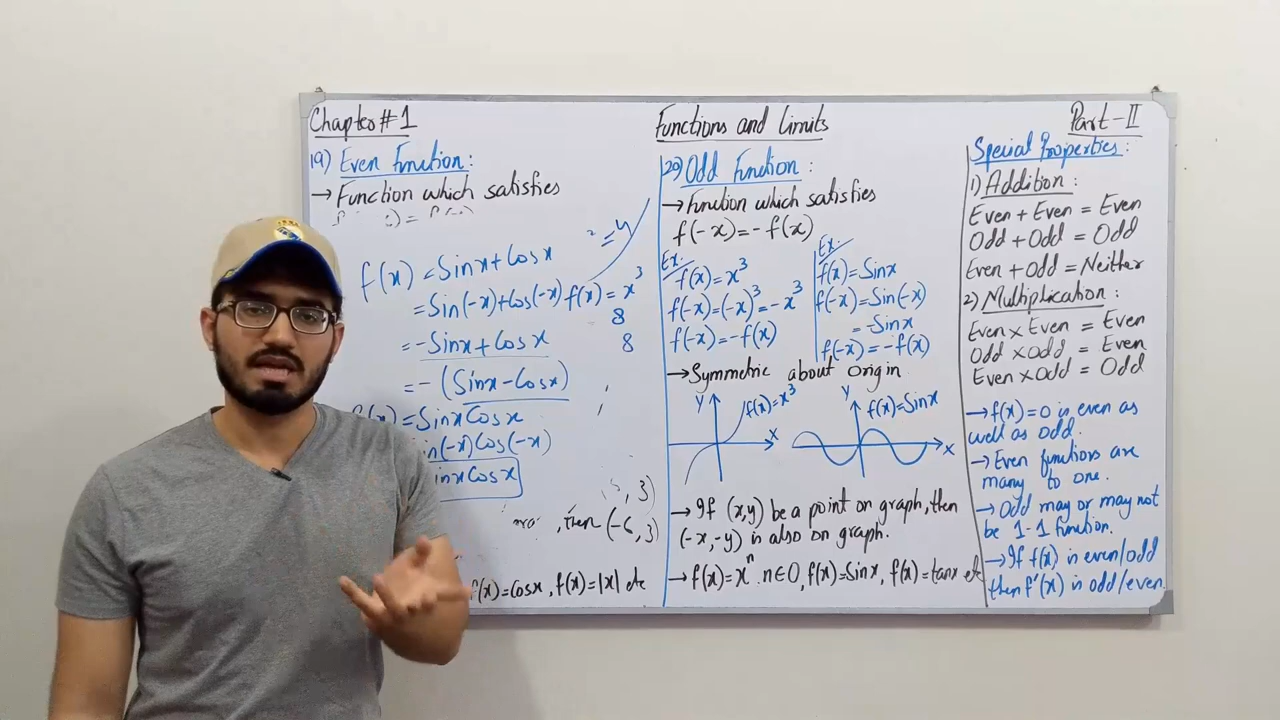 Chapter # 1
Functions and Limits
Part-II
19) Even Function:
→ Function which satisfies
f(x) = Sinx + Cosx
= Sin(-x) + Cos(-x)
= -Sinx + Cosx
= -(Sinx - Cosx)
= Sinx Cosx
(-x) Cos(-x)
Cosx
= y
f(x) = x³
8
8
, 3)
, then (-6, 3)
f(x) = Cosx, f(x) = |x| etc
20) Odd Function:
→ Function which satisfies
f(-x) = -f(x)
Ex:
f(x) = x³
f(-x) = (-x)³ = -x³
f(-x) = -f(x)
Ex:
f(x) = Sinx
f(-x) = Sin(-x)
= -Sinx
f(-x) = -f(x)
→ Symmetric about origin.
Y
f(x) = x³
X
Y
f(x) = Sinx
X
→ If (x,y) be a point on graph, then
(-x,-y) is also on graph.
→ f(x) = xⁿ. n∈O, f(x) = Sinx, f(x) = tanx etc
Special Properties:
1) Addition:
Even + Even = Even
Odd + Odd = Odd
Even + Odd = Neither
2) Multiplication:
Even × Even = Even
Odd × Odd = Even
Even × Odd = Odd
→ f(x) = 0 is even as
well as odd.
→ Even functions are
many to one.
→ Odd may or may not
be 1-1 function.
→ If f(x) is even/odd
then f'(x) is odd/even.